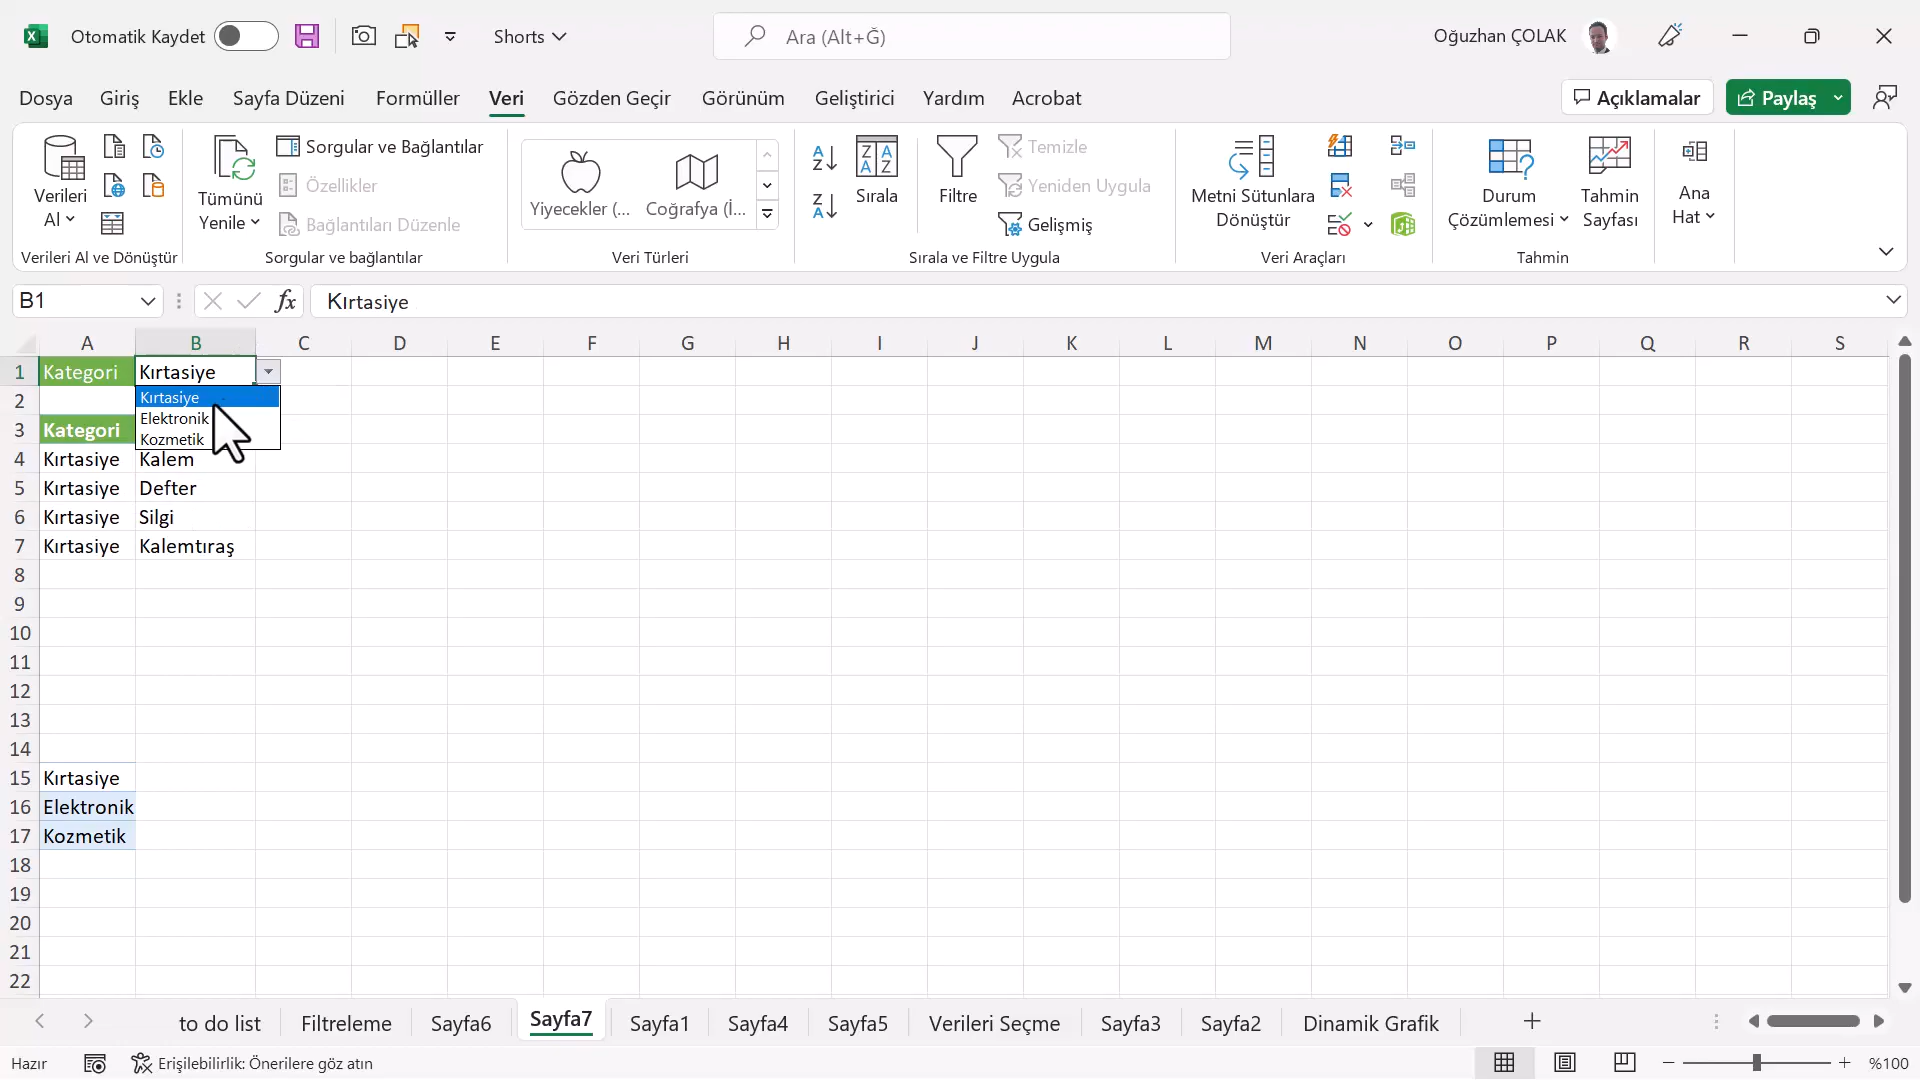 Otomatik Kaydet
Shorts
Ara (Alt+Ğ)
Oğuzhan ÇOLAK
Dosya Giriş Ekle Sayfa Düzeni Formüller Veri Gözden Geçir Görünüm Geliştirici Yardım Acrobat
Açıklamalar
Paylaş
Verileri Al
Verileri Al ve Dönüştür
Tümünü Yenile
Sorgular ve Bağlantılar
Özellikler
Bağlantıları Düzenle
Sorgular ve bağlantılar
Yiyecekler (...
Coğrafya (İ...
Veri Türleri
Sırala
Filtre
Temizle
Yeniden Uygula
Gelişmiş
Sırala ve Filtre Uygula
Metni Sütunlara
Dönüştür
Veri Araçları
Durum
Çözümlemesi
Tahmin
Sayfası
Tahmin
Ana
Hat
B1
fx
Kırtasiye
A B C D E F G H I J K L M N O P Q R S
1 Kategori Kırtasiye
Kırtasiye
Elektronik
Kozmetik
2
3 Kategori
4 Kırtasiye Kalem
5 Kırtasiye Defter
6 Kırtasiye Silgi
7 Kırtasiye Kalemtıraş
8
9
10
11
12
13
14
15 Kırtasiye
16 Elektronik
17 Kozmetik
18
19
20
21
22
to do list Filtreleme Sayfa6 Sayfa7 Sayfa1 Sayfa4 Sayfa5 Verileri Seçme Sayfa3 Sayfa2 Dinamik Grafik
Hazır
Erişilebilirlik: Önerilere göz atın
%100